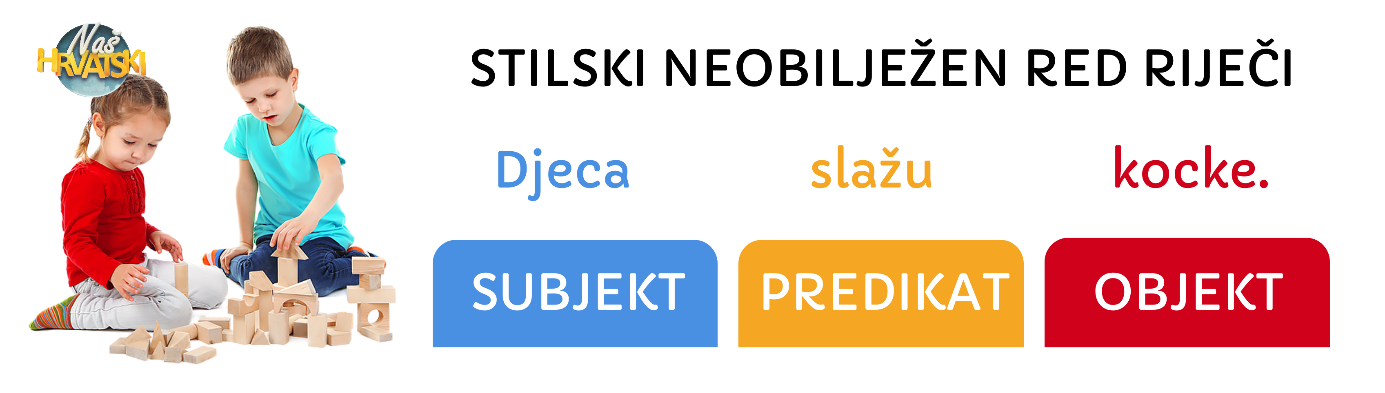 Naš
HRVATSKI
STILSKI NEOBILJEŽEN RED RIJEČI
Djeca slažu kocke.
SUBJEKT PREDIKAT OBJEKT